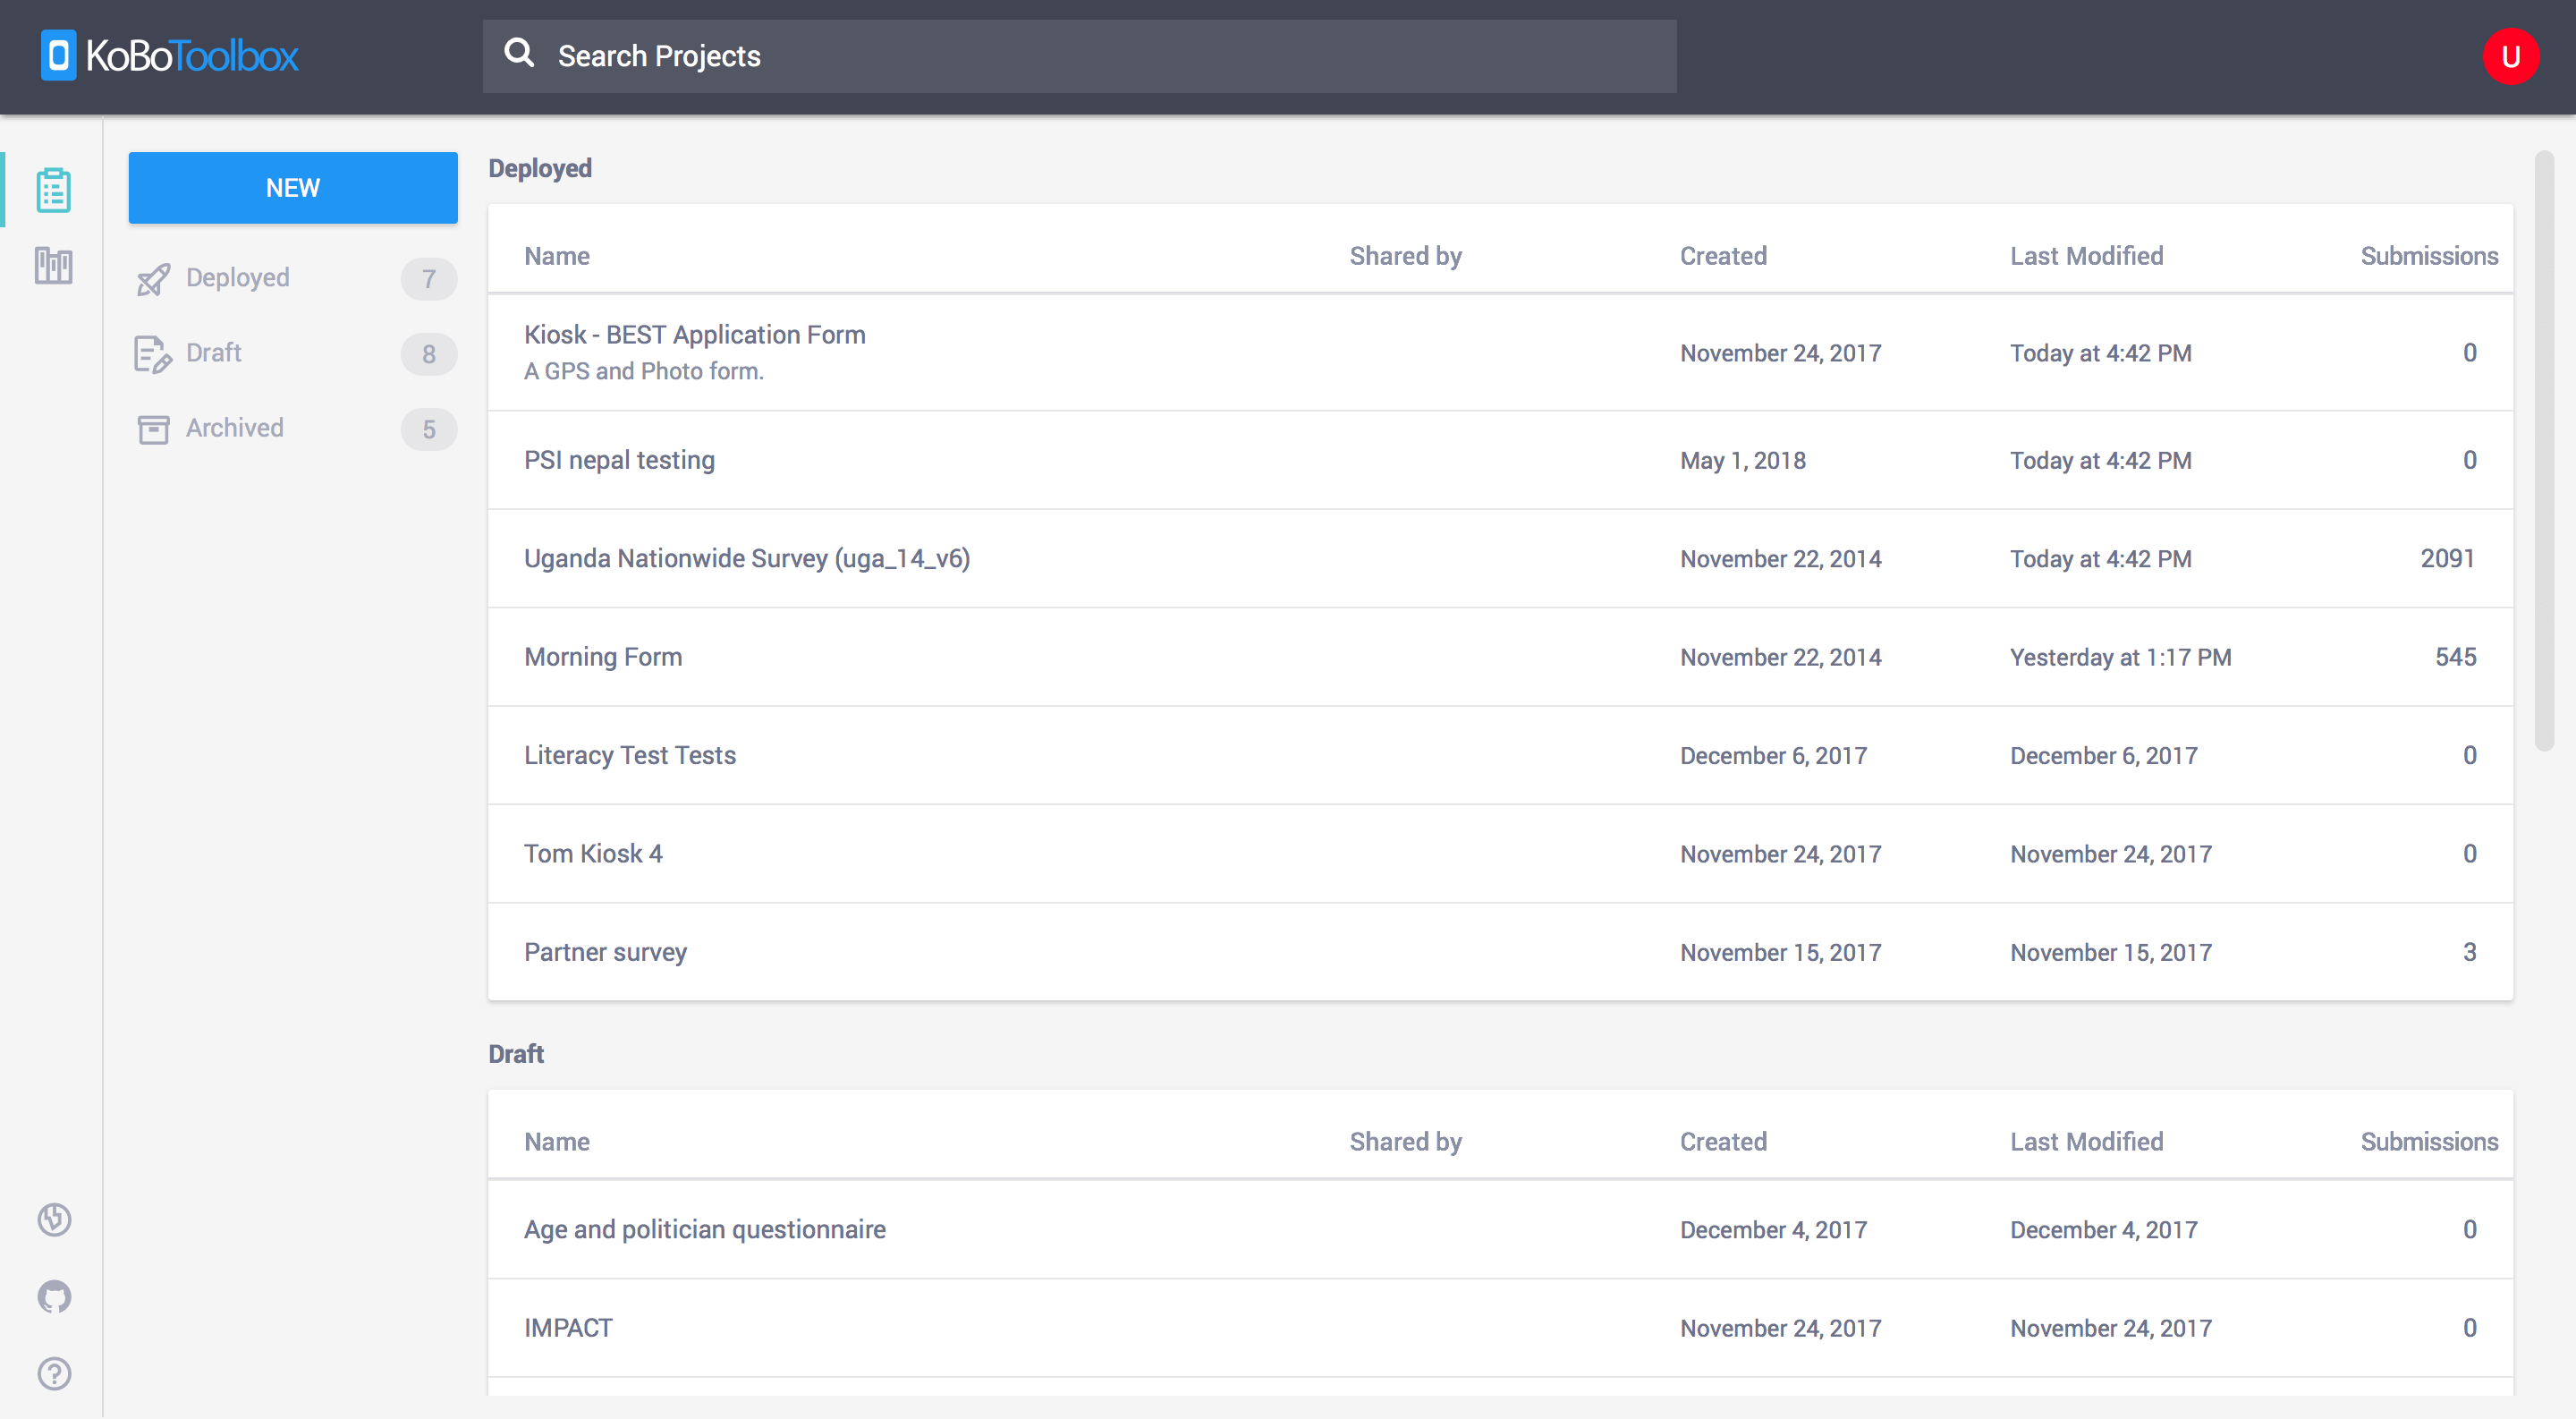 KoBoToolbox
Search Projects
U
NEW
Deployed 7
Draft 8
Archived 5
Deployed
Name Shared by Created Last Modified Submissions
Kiosk - BEST Application Form
A GPS and Photo form.
November 24, 2017 Today at 4:42 PM 0
PSI nepal testing May 1, 2018 Today at 4:42 PM 0
Uganda Nationwide Survey (uga_14_v6) November 22, 2014 Today at 4:42 PM 2091
Morning Form November 22, 2014 Yesterday at 1:17 PM 545
Literacy Test Tests December 6, 2017 December 6, 2017 0
Tom Kiosk 4 November 24, 2017 November 24, 2017 0
Partner survey November 15, 2017 November 15, 2017 3
Draft
Name Shared by Created Last Modified Submissions
Age and politician questionnaire December 4, 2017 December 4, 2017 0
IMPACT November 24, 2017 November 24, 2017 0